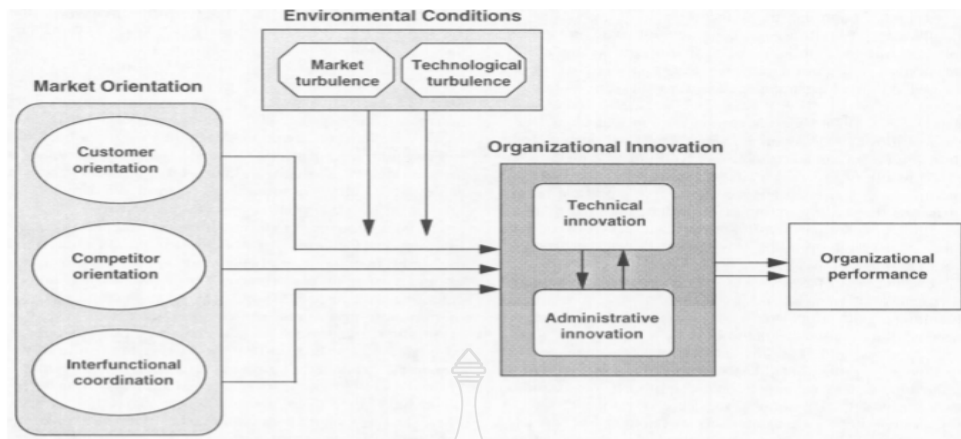 Environmental Conditions
Market
turbulence
Technological
turbulence
Market Orientation
Customer
orientation
Competitor
orientation
Interfunctional
coordination
Organizational Innovation
Technical
innovation
Administrative
innovation
Organizational
performance